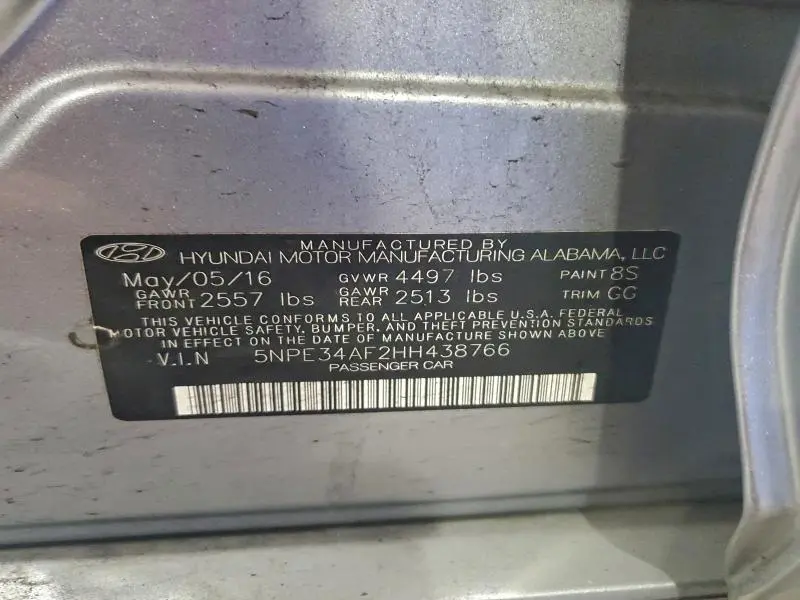 MANUFACTURED BY
HYUNDAI MOTOR MANUFACTURING ALABAMA, LLC
May/05/16 GVWR 4497 lbs PAINT 8S
GAWR FRONT 2557 lbs GAWR REAR 2513 lbs TRIM GG
THIS VEHICLE CONFORMS TO ALL APPLICABLE U.S.A. FEDERAL
MOTOR VEHICLE SAFETY, BUMPER, AND THEFT PREVENTION STANDARDS
IN EFFECT ON THE DATE OF MANUFACTURE SHOWN ABOVE
V.I.N 5NPE34AF2HH438766
PASSENGER CAR